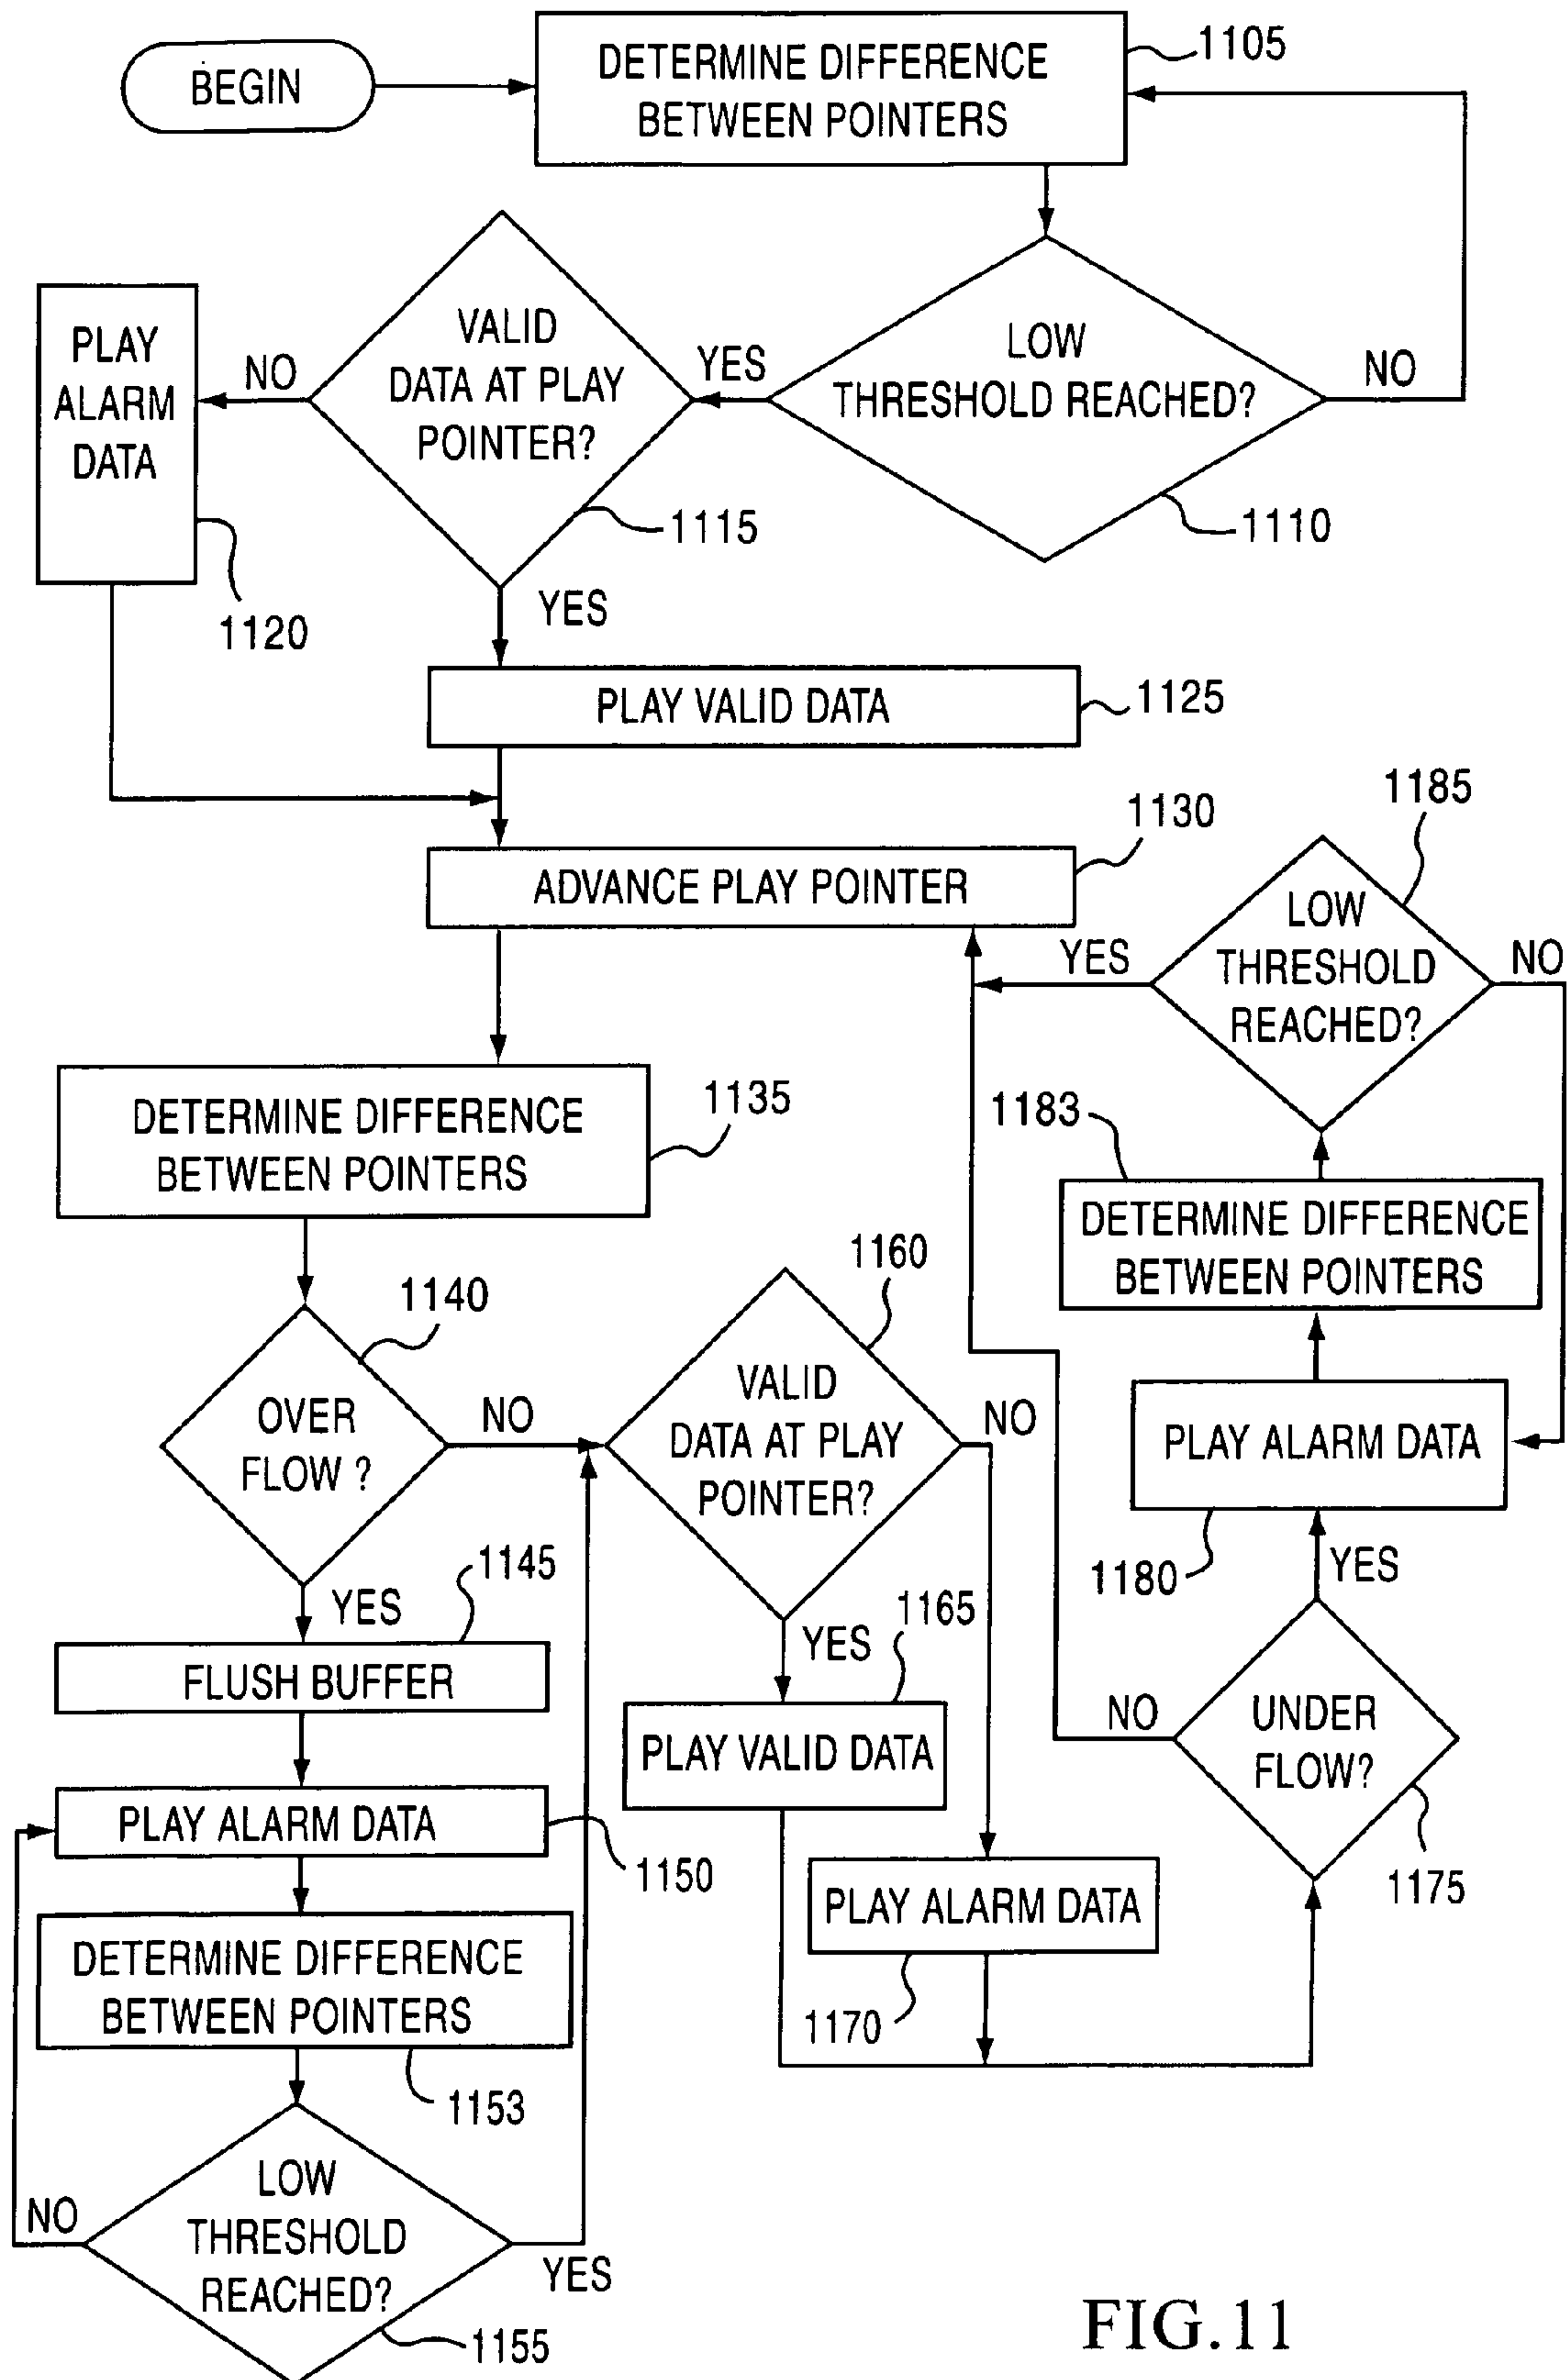 BEGIN
DETERMINE DIFFERENCE
BETWEEN POINTERS
1105
LOW
THRESHOLD REACHED?
NO
YES
1110
VALID
DATA AT PLAY
POINTER?
NO
1115
YES
PLAY
ALARM
DATA
1120
PLAY VALID DATA
1125
ADVANCE PLAY POINTER
1130
DETERMINE DIFFERENCE
BETWEEN POINTERS
1135
OVER
FLOW ?
1140
NO
YES
FLUSH BUFFER
1145
PLAY ALARM DATA
1150
DETERMINE DIFFERENCE
BETWEEN POINTERS
1153
LOW
THRESHOLD
REACHED?
NO
YES
1155
VALID
DATA AT PLAY
POINTER?
1160
NO
YES
PLAY VALID DATA
1165
PLAY ALARM DATA
1170
UNDER
FLOW?
1175
NO
YES
PLAY ALARM DATA
1180
DETERMINE DIFFERENCE
BETWEEN POINTERS
1183
LOW
THRESHOLD
REACHED?
1185
YES
NO
FIG.11